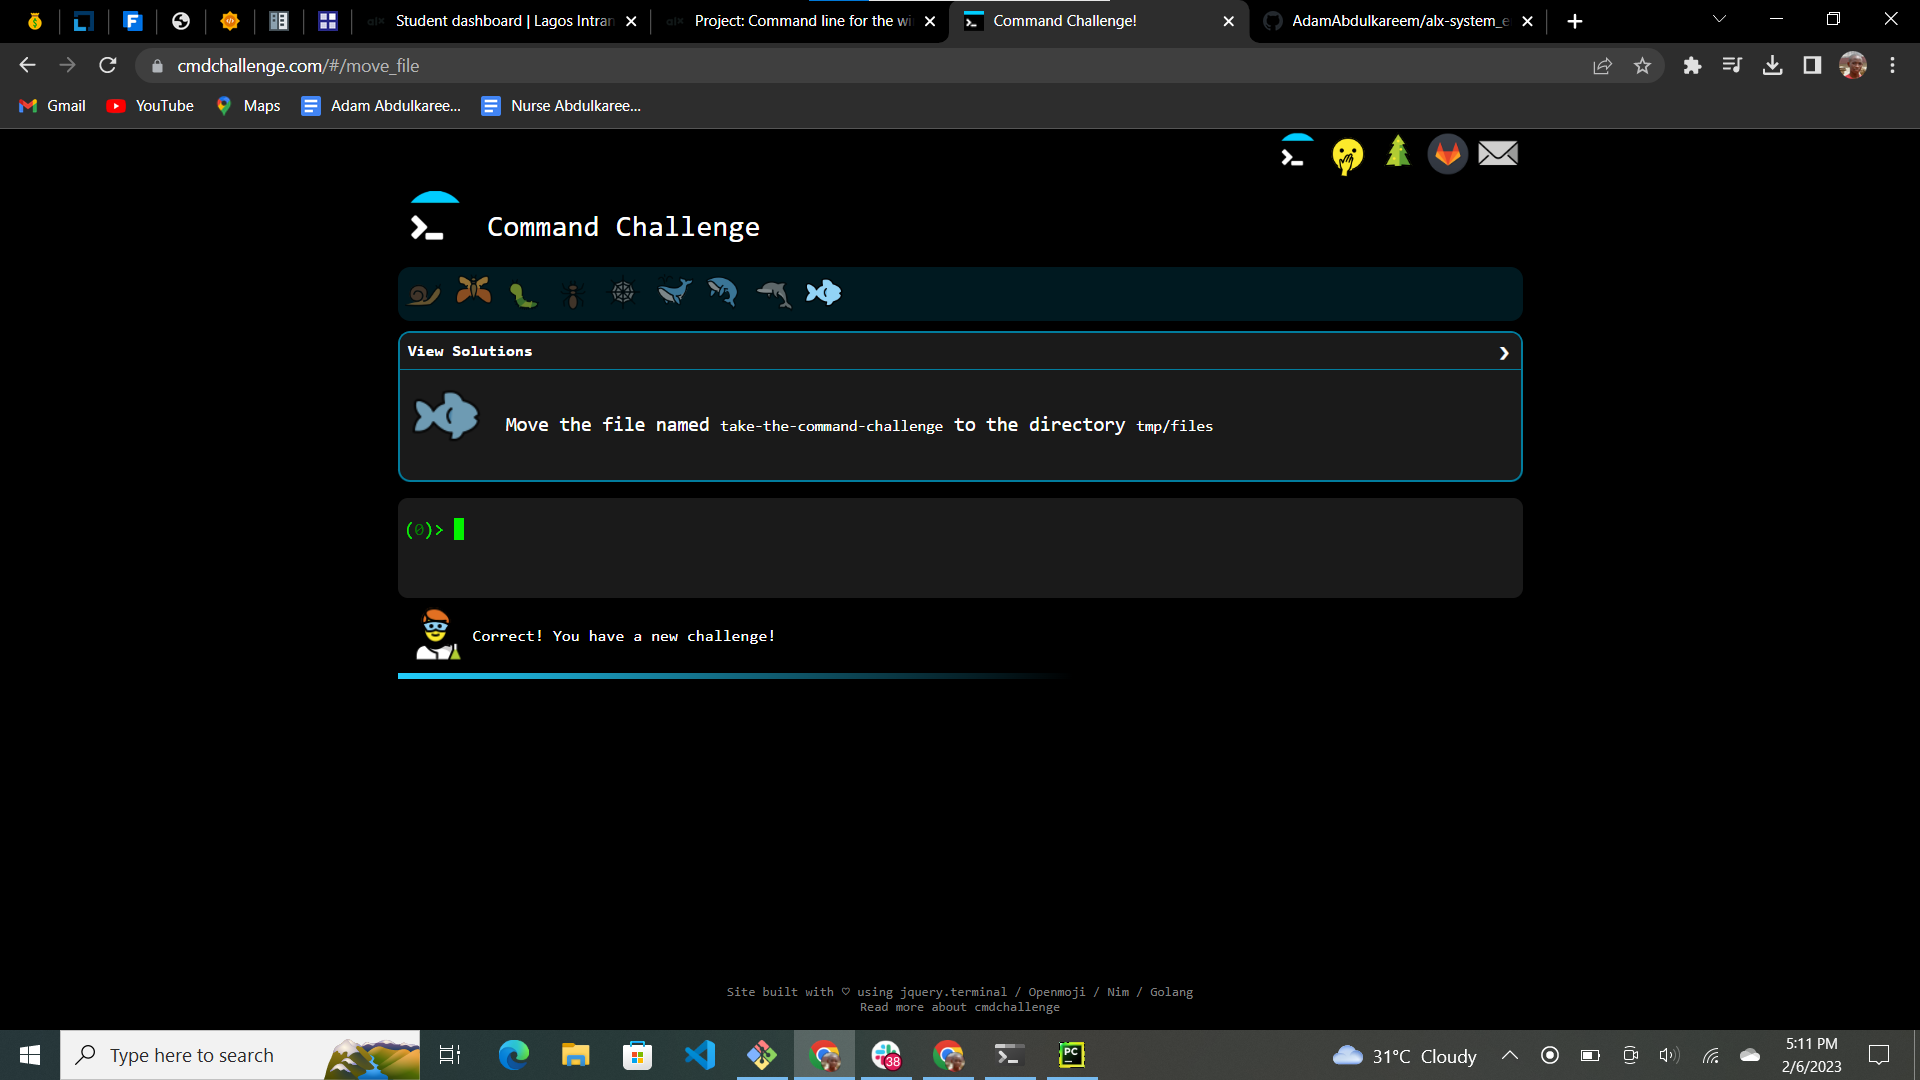 Student dashboard | Lagos Intran
Project: Command line for the wi
Command Challenge!
AdamAbdulkareem/alx-system_e
cmdchallenge.com/#/move_file
Gmail
YouTube
Maps
Adam Abdulkaree...
Nurse Abdulkaree...
Command Challenge
View Solutions
Move the file named take-the-command-challenge to the directory tmp/files
(0)>
Correct! You have a new challenge!
Site built with ♡ using jquery.terminal / Openmoji / Nim / Golang
Read more about cmdchallenge
Type here to search
38
PC
31°C Cloudy
5:11 PM
2/6/2023